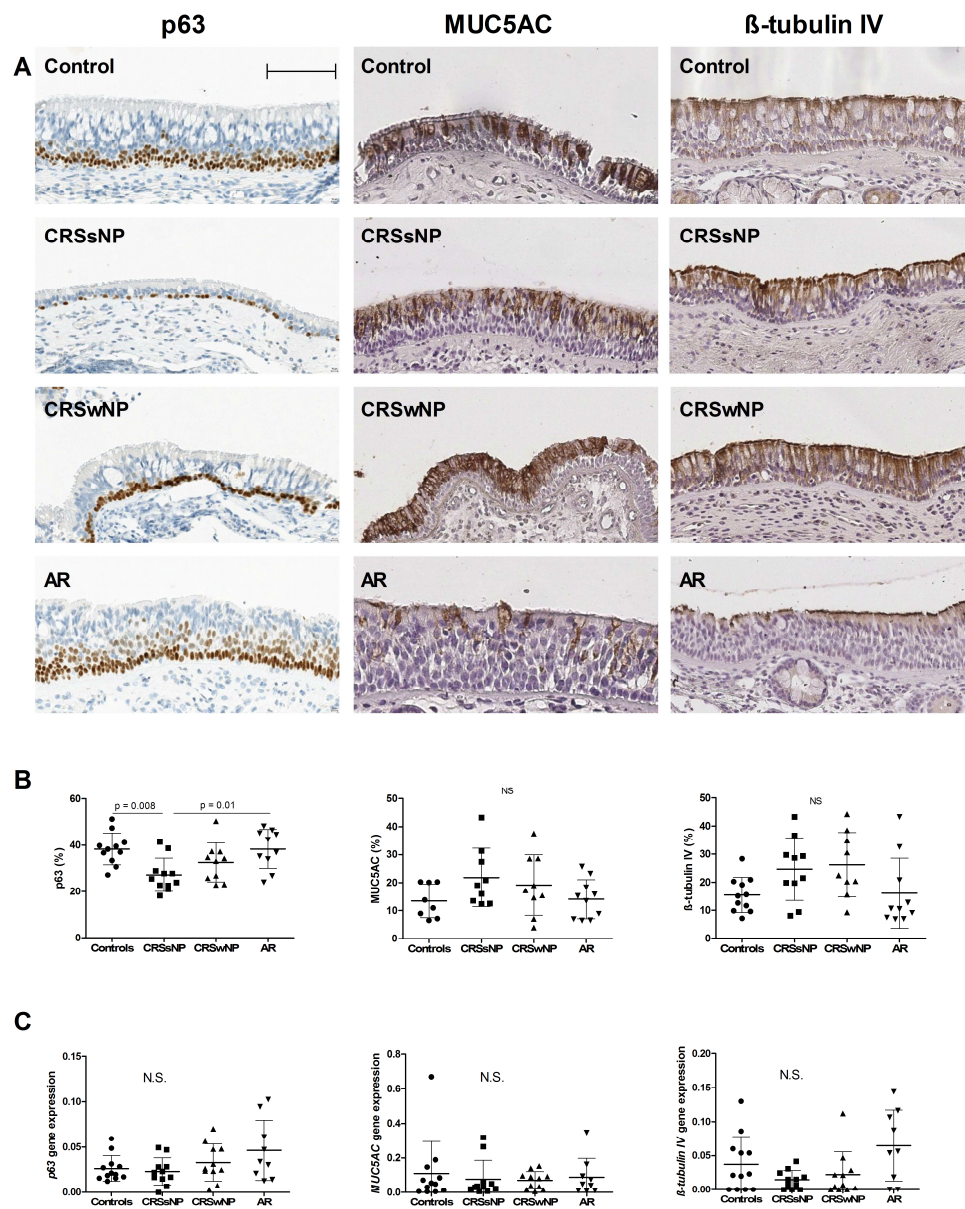 p63 MUC5AC ß-tubulin IV
A
Control Control Control
CRSsNP CRSsNP CRSsNP
CRSwNP CRSwNP CRSwNP
AR AR AR
B
p63 (%)
60
40
20
0
p = 0.008 p = 0.01
Controls CRSsNP CRSwNP AR
MUC5AC (%)
50
40
30
20
10
0
NS
Controls CRSsNP CRSwNP AR
ß-tubulin IV (%)
50
40
30
20
10
0
NS
Controls CRSsNP CRSwNP AR
C
p63 gene expression
0.15
0.10
0.05
0.00
N.S.
Controls CRSsNP CRSwNP AR
MUC5AC gene expression
0.8
0.6
0.4
0.2
0.0
N.S.
Controls CRSsNP CRSwNP AR
ß-tubulin IV gene expression
0.20
0.15
0.10
0.05
0.00
N.S.
Controls CRSsNP CRSwNP AR